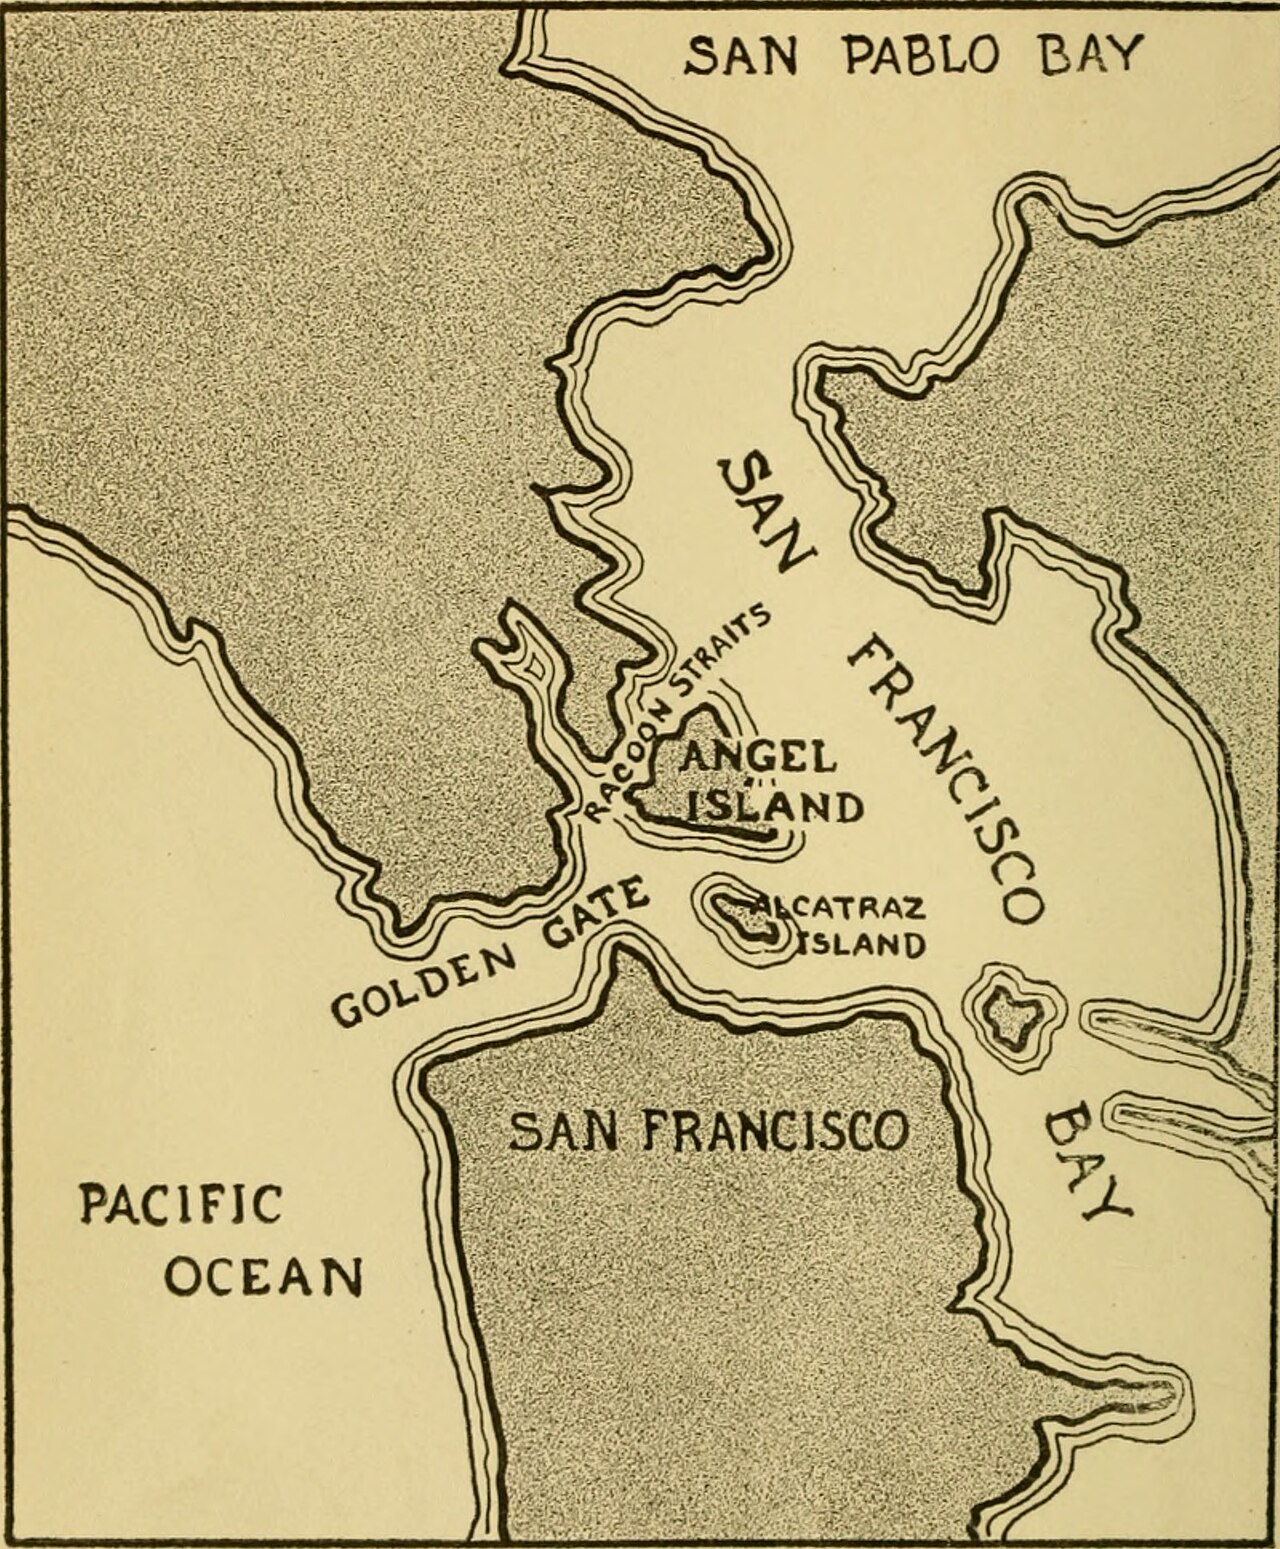 SAN PABLO BAY
SAN
FRANCISCO
BAY
RACOON STRAITS
ANGEL
ISLAND
ALCATRAZ
ISLAND
GOLDEN GATE
SAN FRANCISCO
PACIFIC
OCEAN